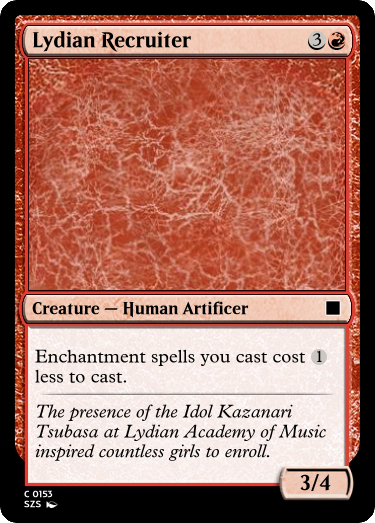 Lydian Recruiter 3
Creature — Human Artificer
Enchantment spells you cast cost 1
less to cast.
The presence of the Idol Kazanari
Tsubasa at Lydian Academy of Music
inspired countless girls to enroll.
3/4
C 0153
SZS